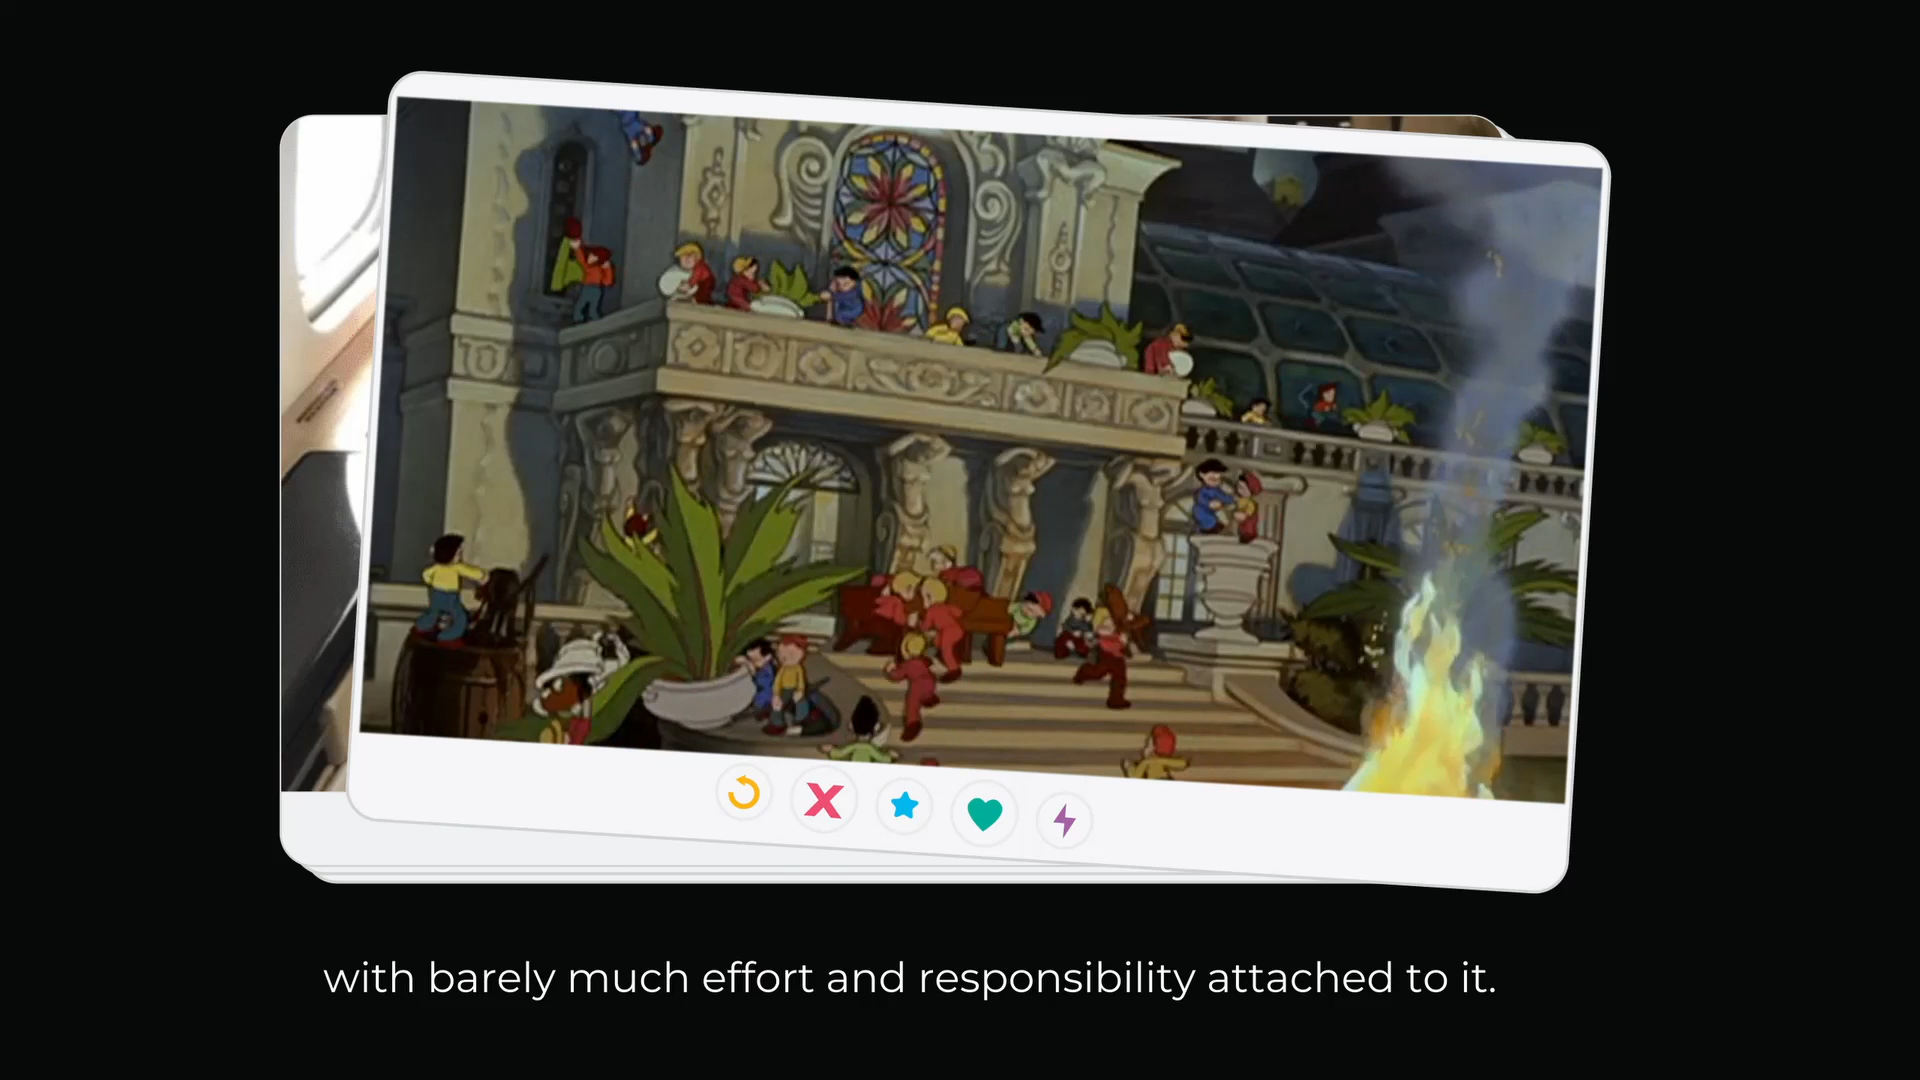 with barely much effort and responsibility attached to it.